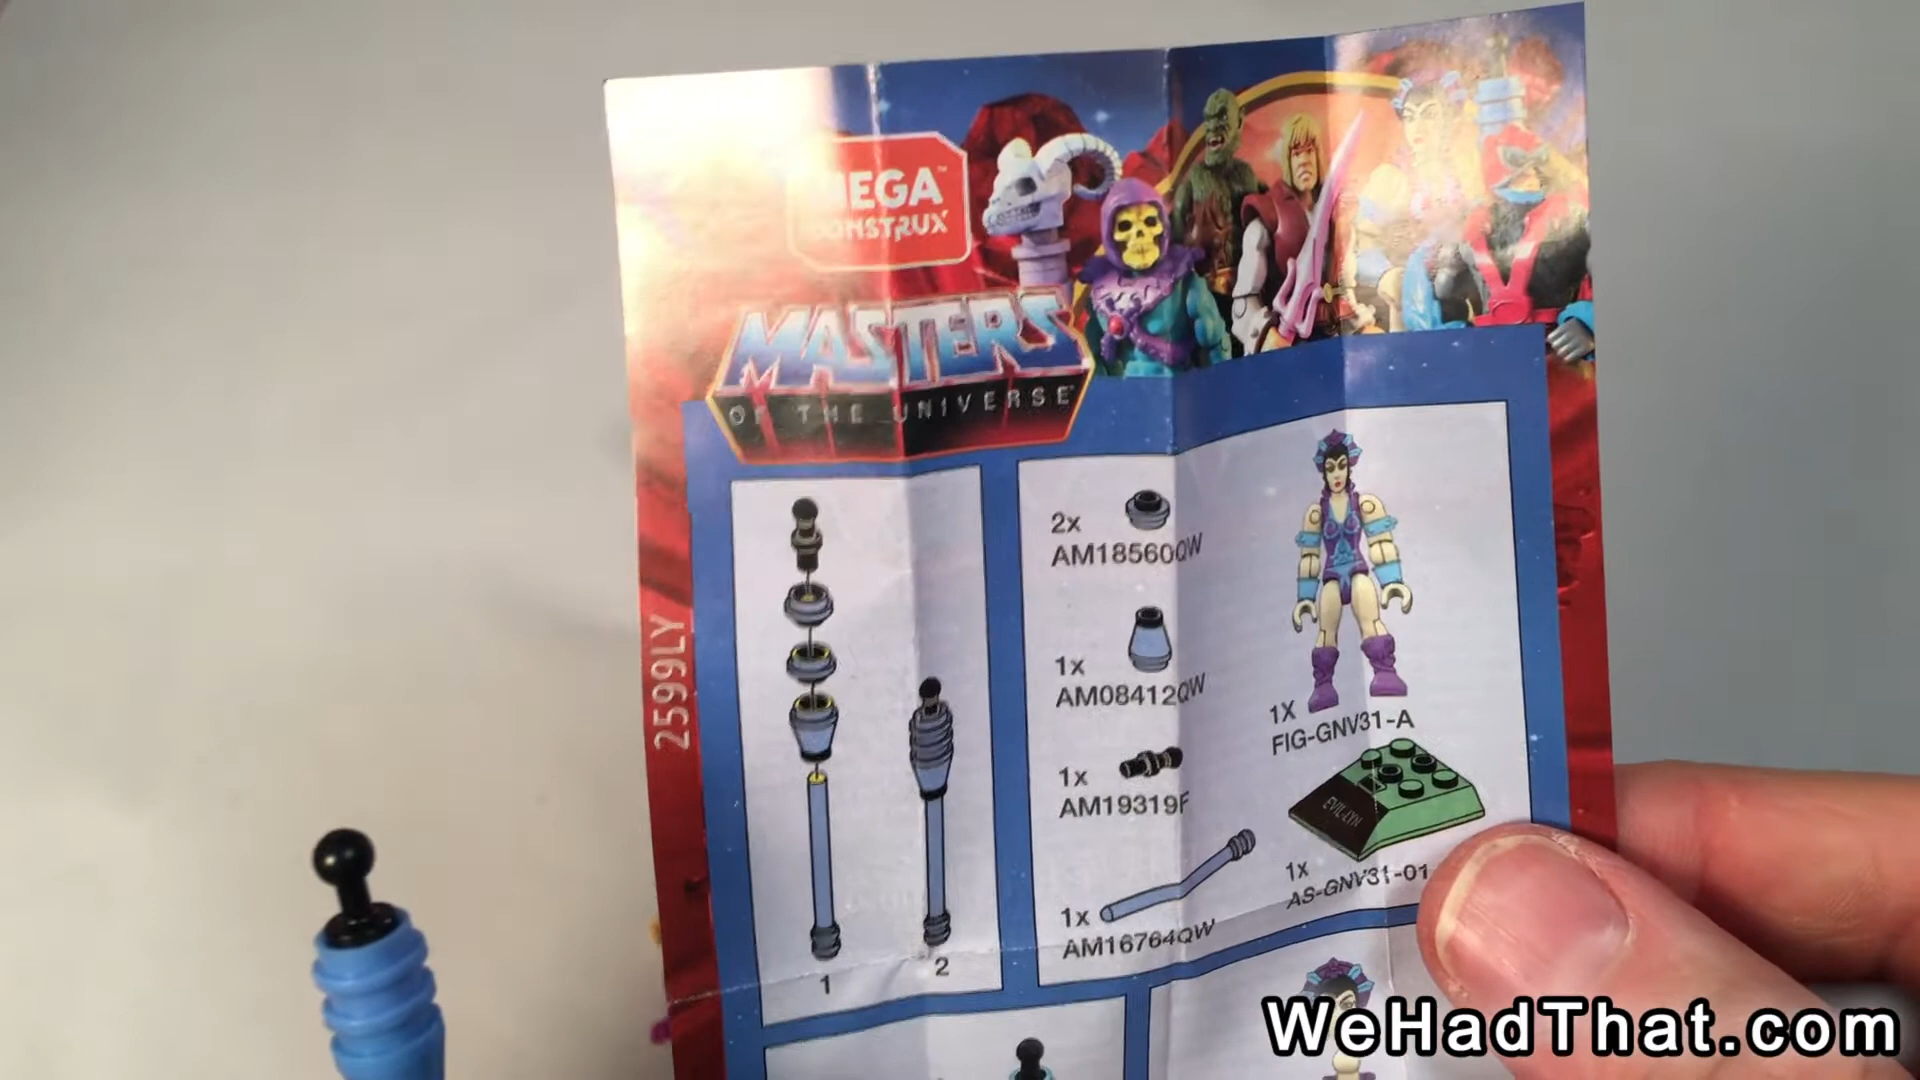 MEGA
CONSTRUX
MASTERS
OF THE UNIVERSE
2599LY
1
2
2x
AM18560QW
1x
AM08412QW
1x
AM19319F
1x
AM16764QW
1X
FIG-GNV31-A
EVIL-LYN
1x
AS-GNV31-01
WeHadThat.com